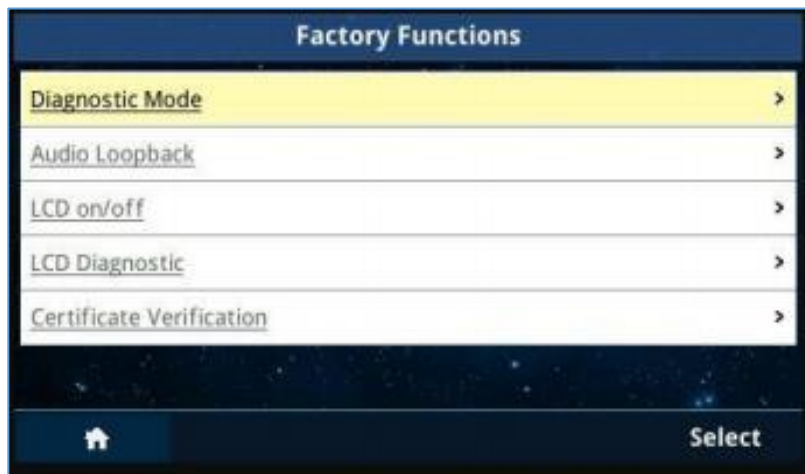 Factory Functions
Diagnostic Mode
Audio Loopback
LCD on/off
LCD Diagnostic
Certificate Verification
Select